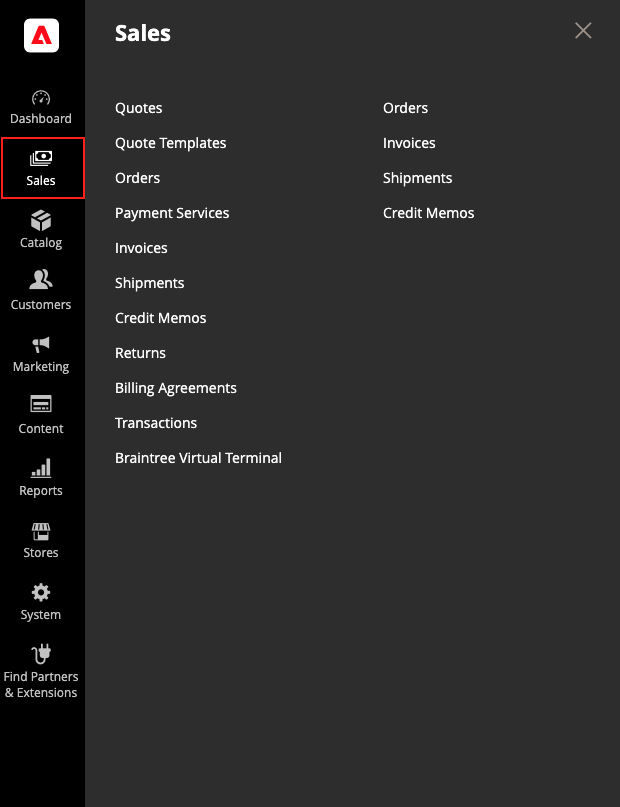 Dashboard
Sales
Catalog
Customers
Marketing
Content
Reports
Stores
System
Find Partners
& Extensions
Sales
Quotes
Quote Templates
Orders
Payment Services
Invoices
Shipments
Credit Memos
Returns
Billing Agreements
Transactions
Braintree Virtual Terminal
Orders
Invoices
Shipments
Credit Memos